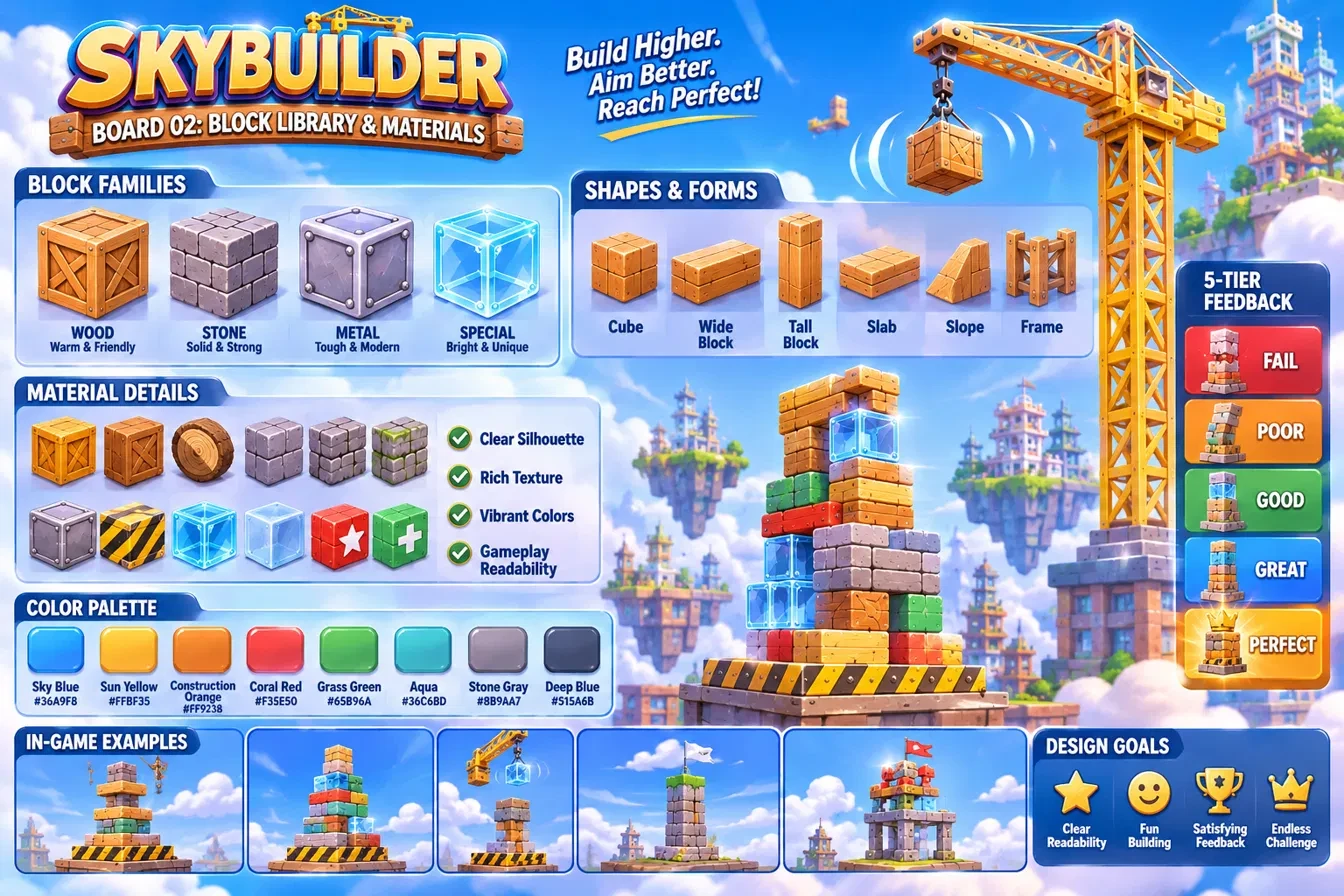 SKYBUILDER
BOARD 02: BLOCK LIBRARY & MATERIALS
Build Higher.
Aim Better.
Reach Perfect!
BLOCK FAMILIES
WOOD
Warm & Friendly
STONE
Solid & Strong
METAL
Tough & Modern
SPECIAL
Bright & Unique
SHAPES & FORMS
Cube
Wide
Block
Tall
Block
Slab
Slope
Frame
5-TIER
FEEDBACK
FAIL
POOR
GOOD
GREAT
PERFECT
MATERIAL DETAILS
Clear Silhouette
Rich Texture
Vibrant Colors
Gameplay
Readability
COLOR PALETTE
Sky Blue
#36A9F8
Sun Yellow
#FFBF35
Construction
Orange
#FF9238
Coral Red
#F35E50
Grass Green
#65B96A
Aqua
#36C6BD
Stone Gray
#8B9AA7
Deep Blue
#S15A6B
IN-GAME EXAMPLES
DESIGN GOALS
Clear
Readability
Fun
Building
Satisfying
Feedback
Endless
Challenge